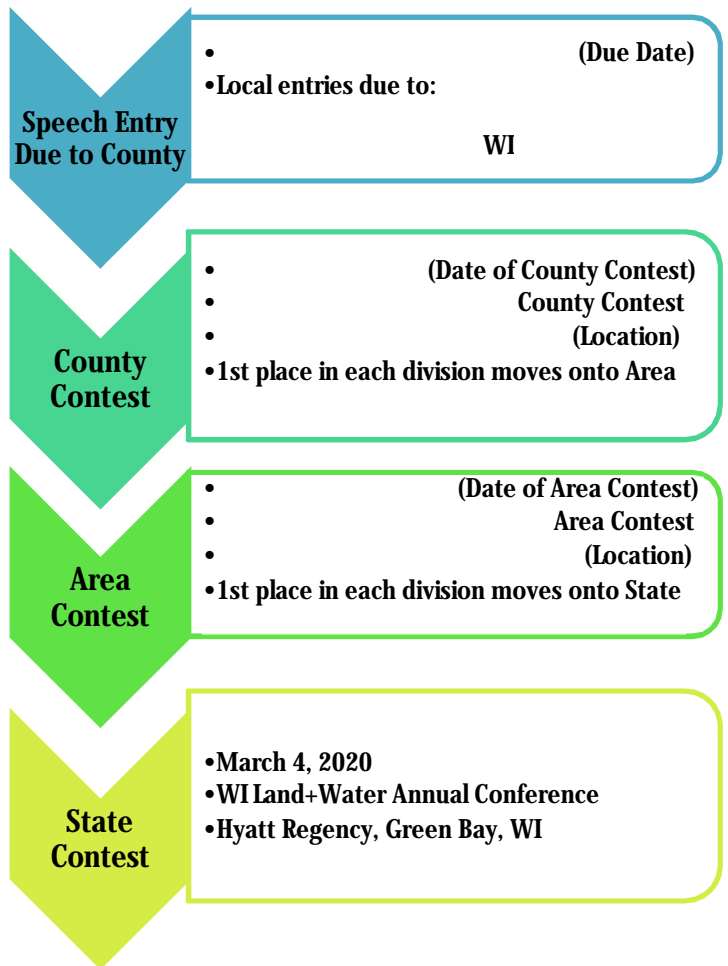 Speech Entry
Due to County
• (Due Date)
•Local entries due to:
WI
County
Contest
• (Date of County Contest)
• County Contest
• (Location)
•1st place in each division moves onto Area
Area
Contest
• (Date of Area Contest)
• Area Contest
• (Location)
•1st place in each division moves onto State
State
Contest
•March 4, 2020
•WI Land+Water Annual Conference
•Hyatt Regency, Green Bay, WI